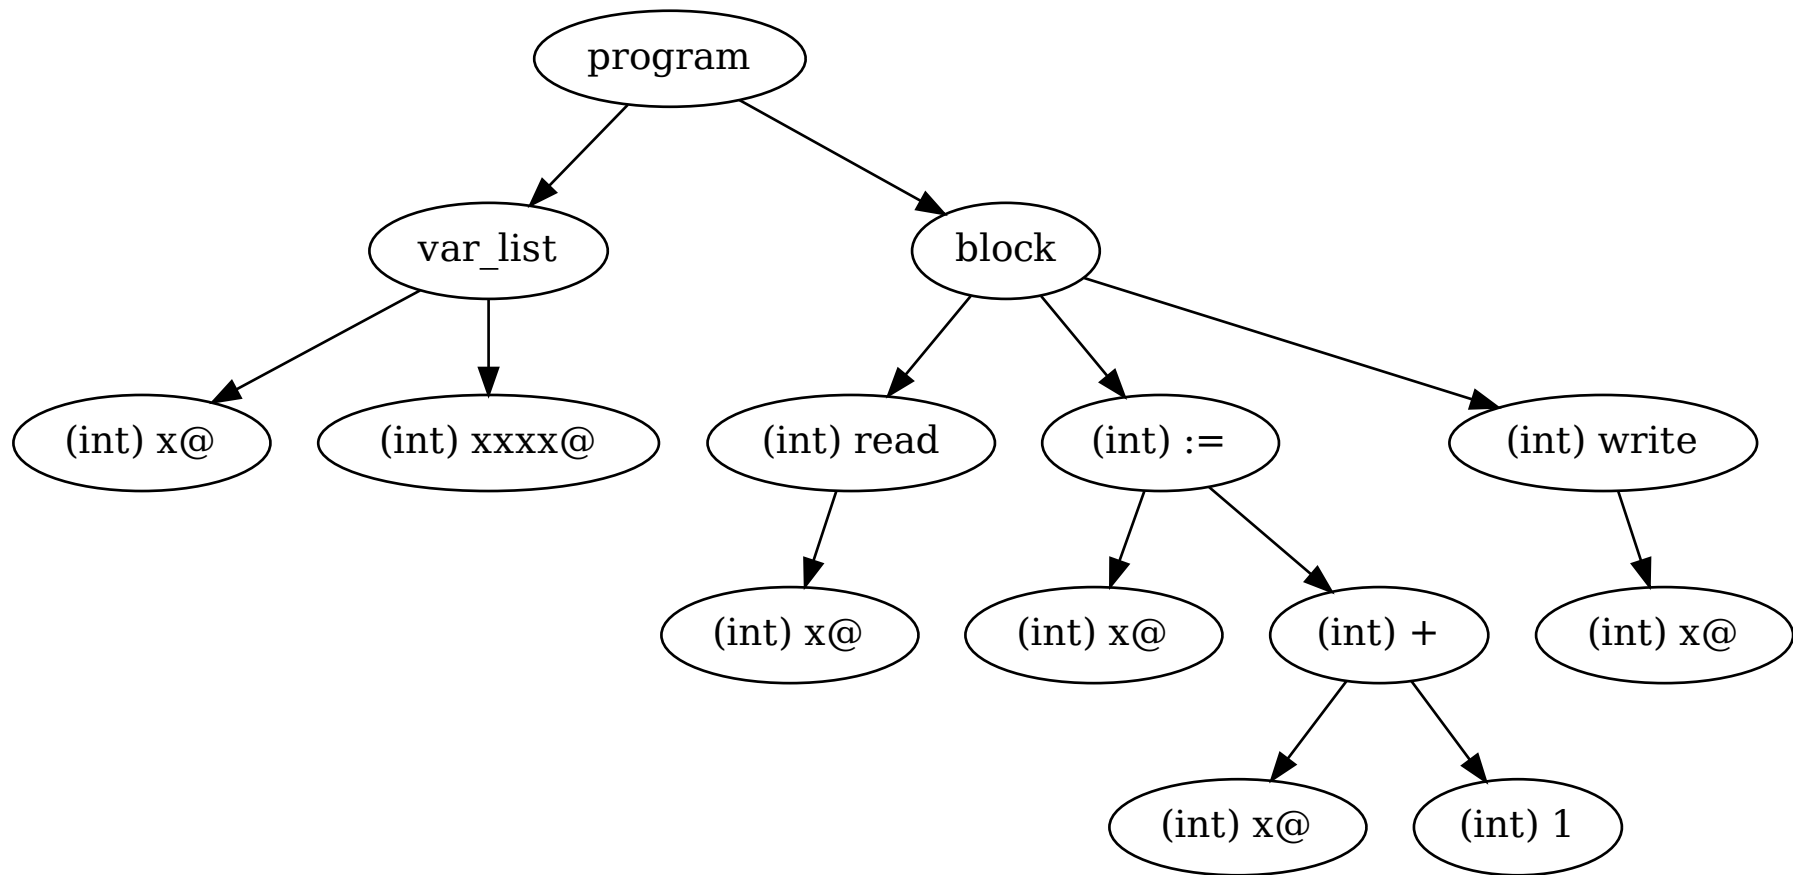 program
var_list
block
(int) x@
(int) xxxx@
(int) read
(int) :=
(int) write
(int) x@
(int) x@
(int) +
(int) x@
(int) x@
(int) 1